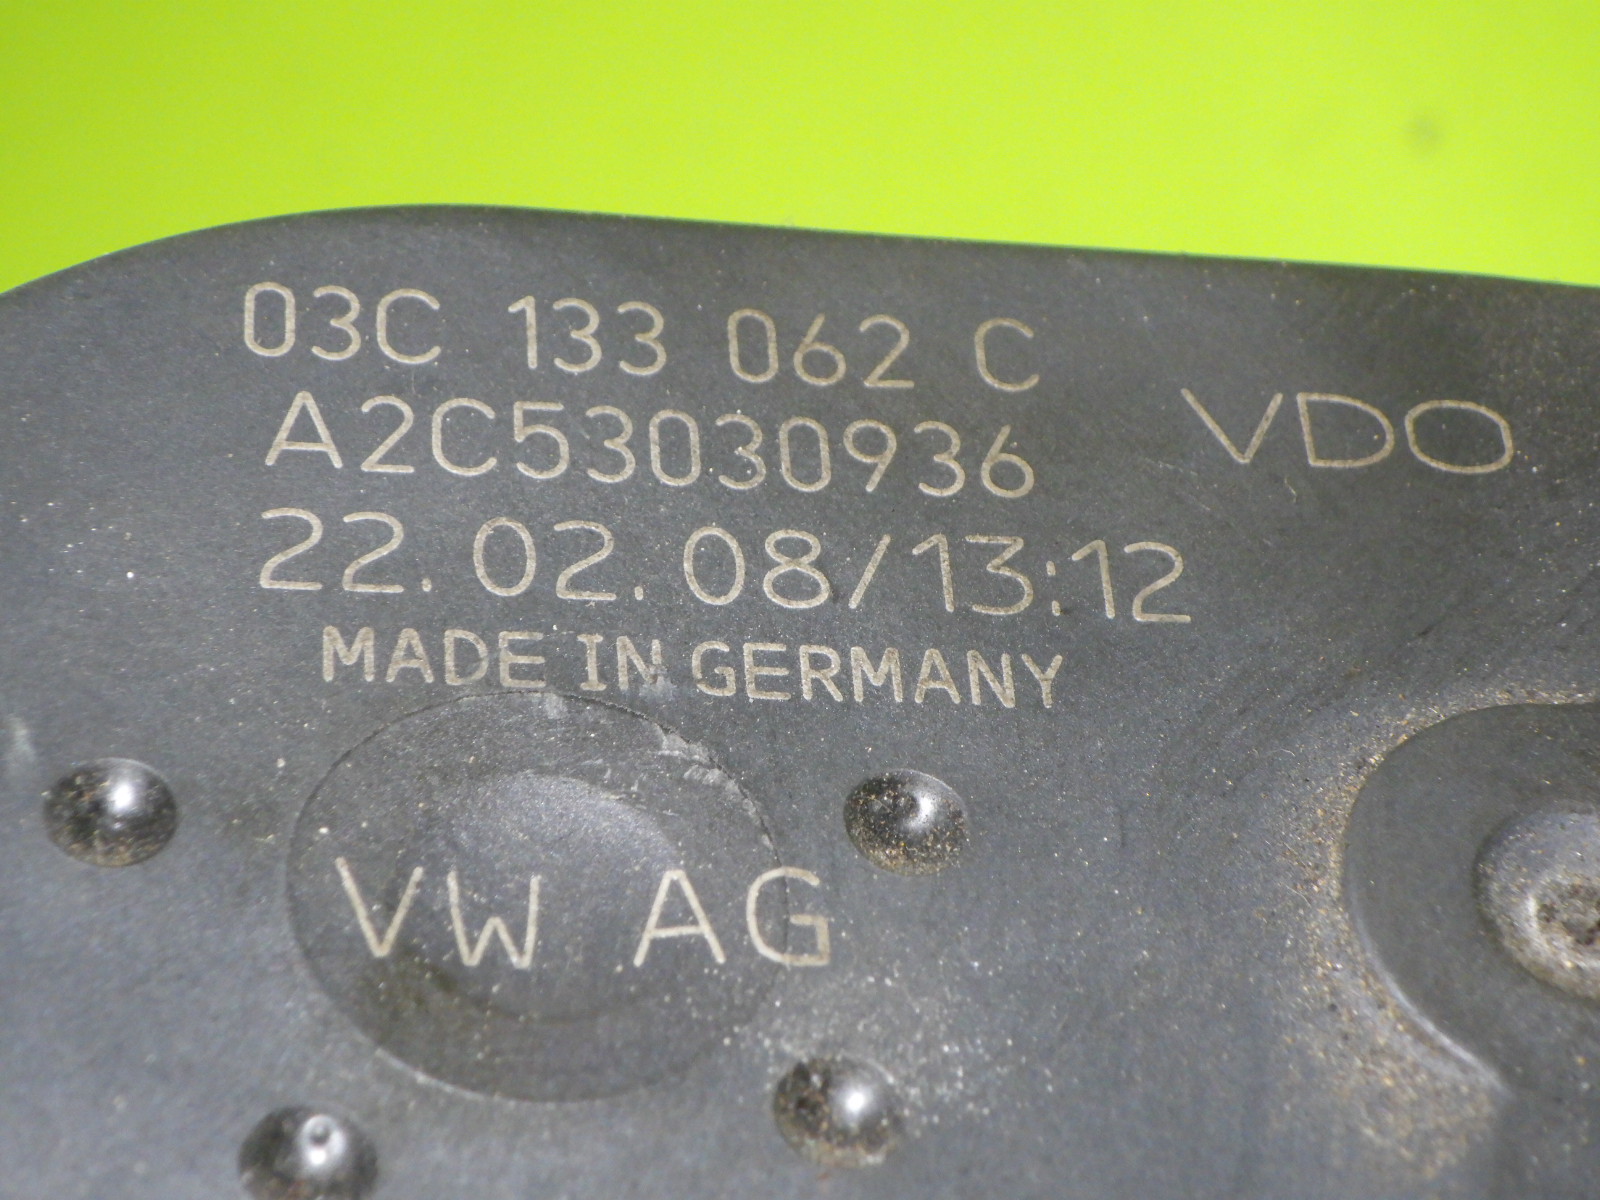 03C 133 062 C
A2C53030936
VDO
22.02.08/13:12
MADE IN GERMANY
VW AG